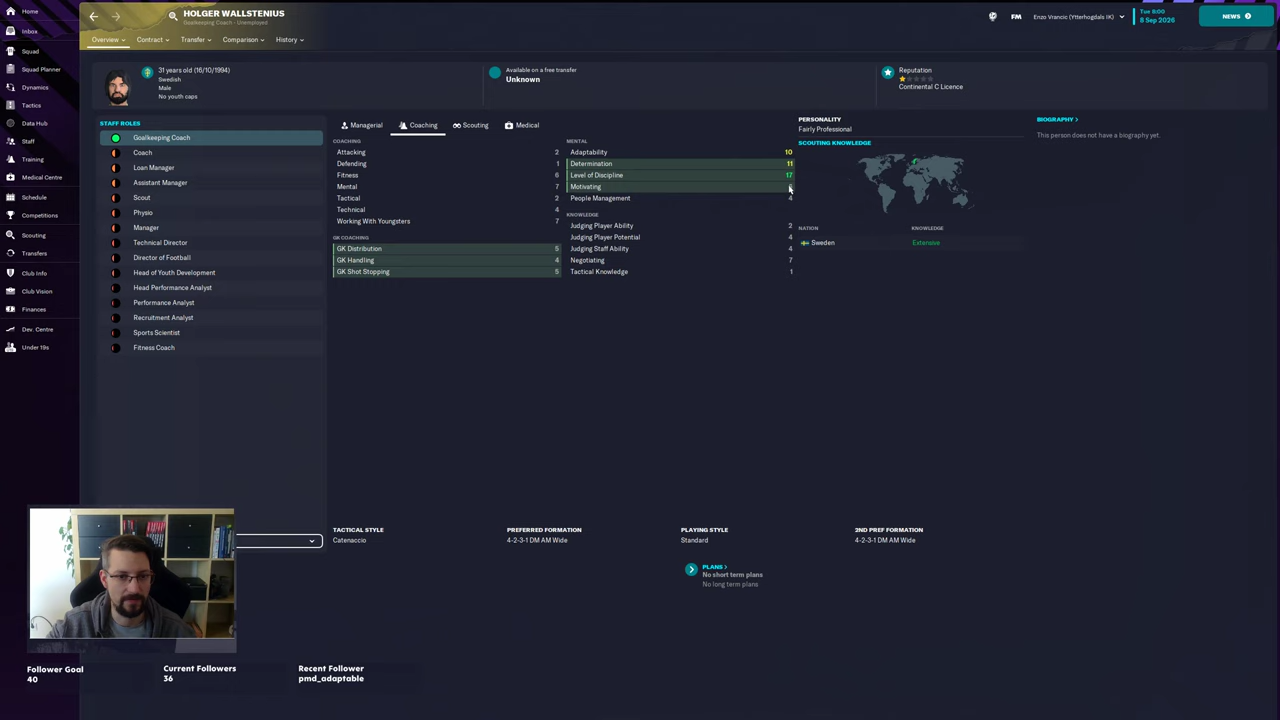 Home
Inbox
Squad
Squad Planner
Dynamics
Tactics
Data Hub
Staff
Training
Medical Centre
Schedule
Competitions
Scouting
Transfers
Club Info
Club Vision
Finances
Dev. Centre
Under 19s
HOLGER WALLSTENIUS
Goalkeeping Coach - Unemployed
FM
Enzo Vrancic (Ytterhogdals IK)
Tue 8:00
8 Sep 2026
NEWS
Overview
Contract
Transfer
Comparison
History
31 years old (16/10/1994)
Swedish
Male
No youth caps
Available on a free transfer
Unknown
Reputation
Continental C Licence
STAFF ROLES
Goalkeeping Coach
Coach
Loan Manager
Assistant Manager
Scout
Physio
Manager
Technical Director
Director of Football
Head of Youth Development
Head Performance Analyst
Performance Analyst
Recruitment Analyst
Sports Scientist
Fitness Coach
Managerial
Coaching
Scouting
Medical
COACHING
Attacking 2
Defending 1
Fitness 6
Mental 7
Tactical 2
Technical 4
Working With Youngsters 7
GK COACHING
GK Distribution 5
GK Handling 4
GK Shot Stopping 5
MENTAL
Adaptability 10
Determination 11
Level of Discipline 17
Motivating
People Management 4
KNOWLEDGE
Judging Player Ability 2
Judging Player Potential 4
Judging Staff Ability 4
Negotiating 7
Tactical Knowledge 1
PERSONALITY
Fairly Professional
SCOUTING KNOWLEDGE
NATION KNOWLEDGE
Sweden Extensive
BIOGRAPHY >
This person does not have a biography yet.
TACTICAL STYLE
Catenaccio
PREFERRED FORMATION
4-2-3-1 DM AM Wide
PLAYING STYLE
Standard
2ND PREF FORMATION
4-2-3-1 DM AM Wide
PLANS >
No short term plans
No long term plans
Follower Goal
40
Current Followers
36
Recent Follower
pmd_adaptable